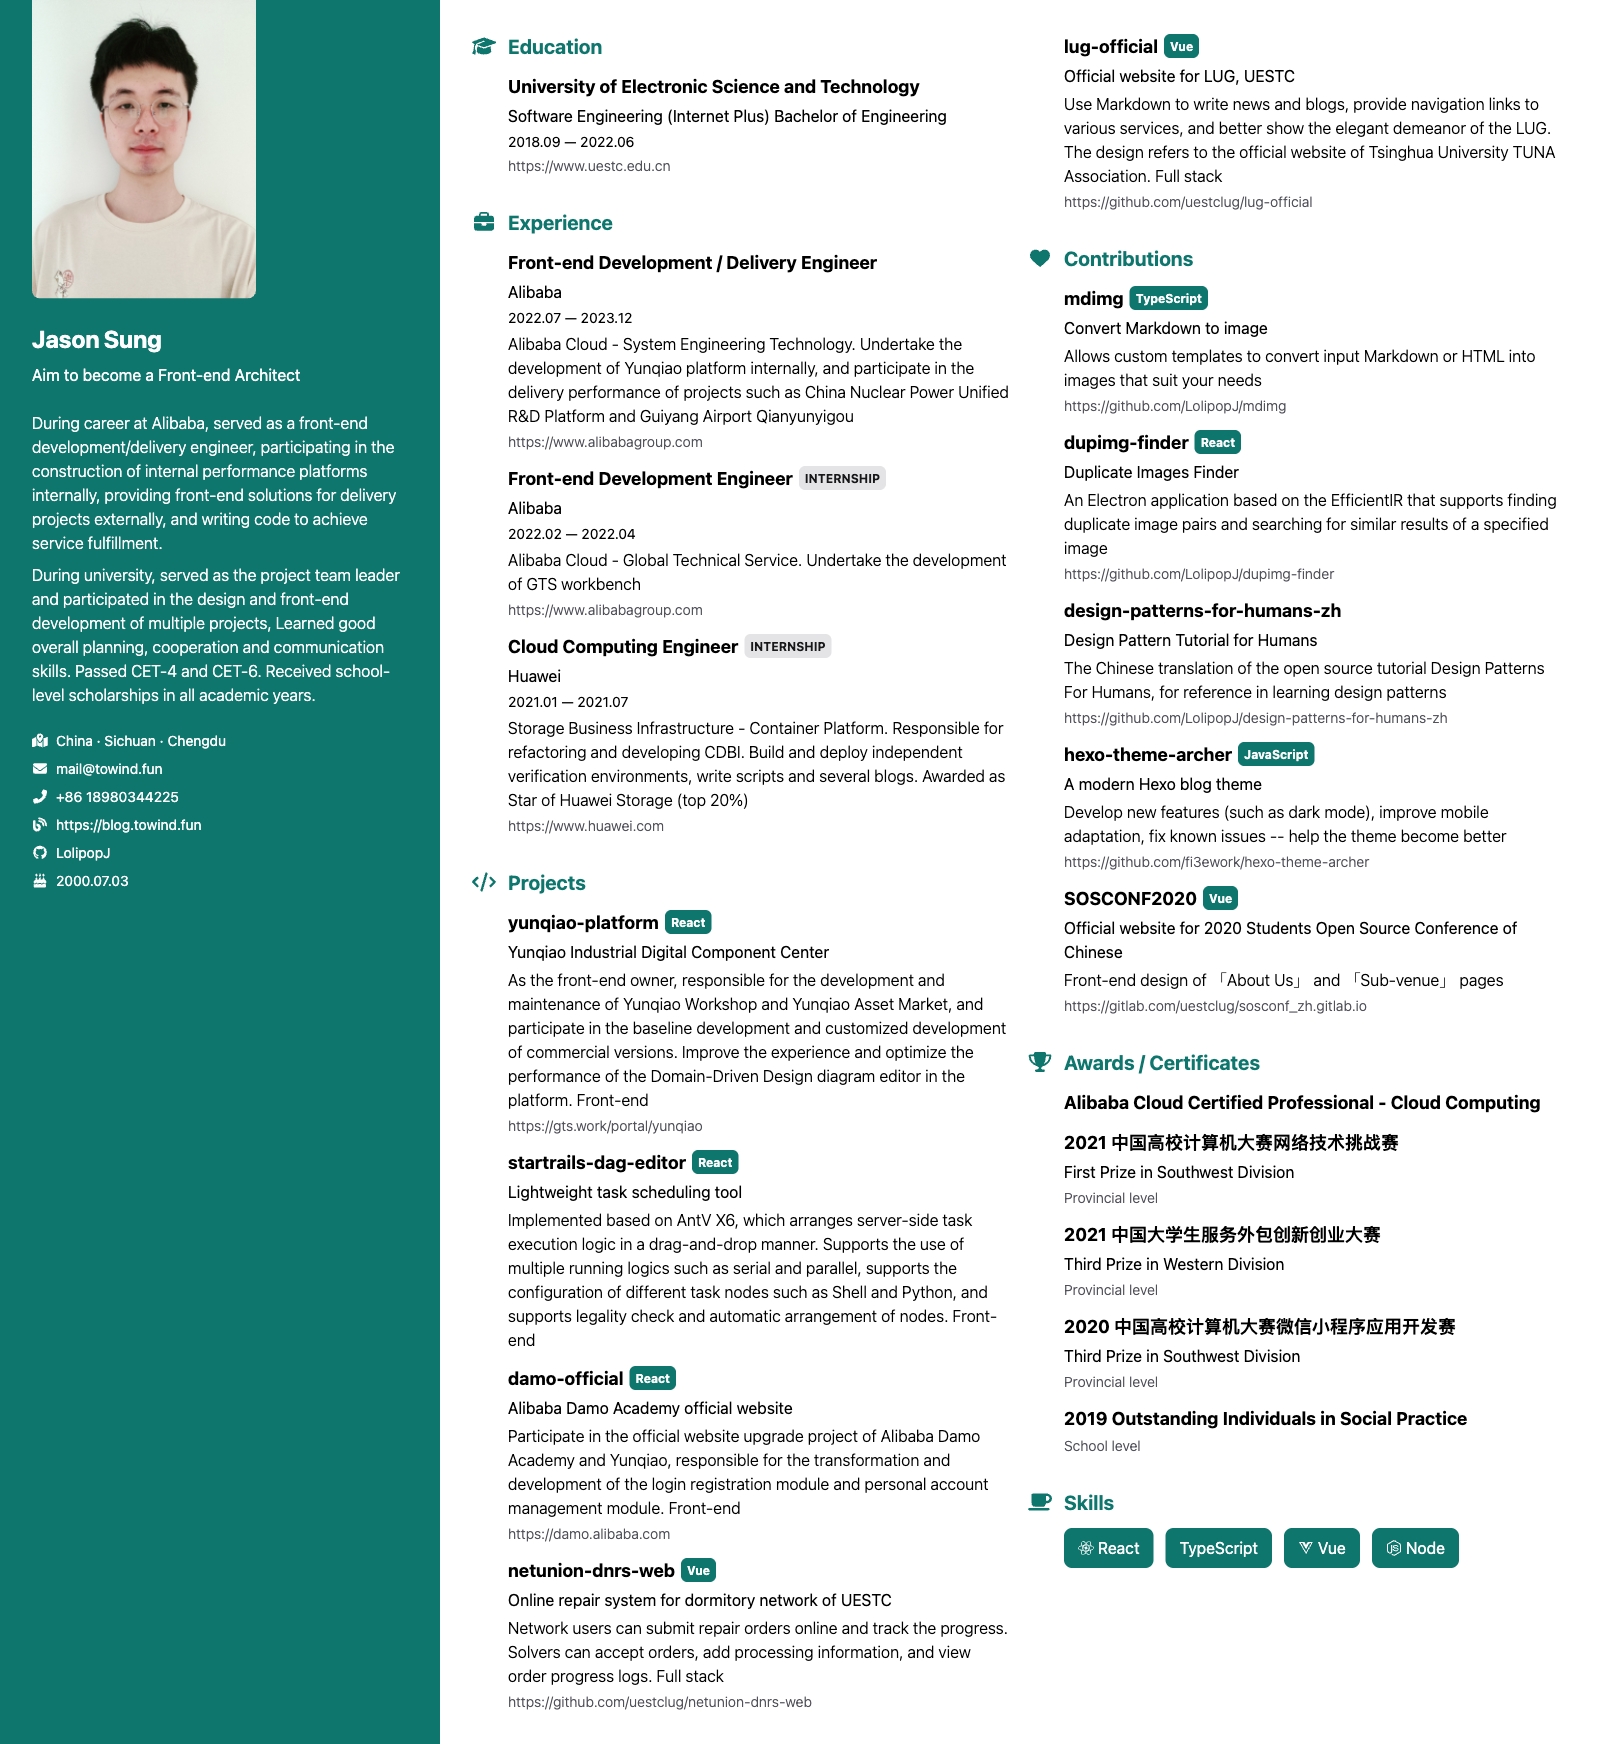 Jason Sung
Aim to become a Front-end Architect
During career at Alibaba, served as a front-end
development/delivery engineer, participating in the
construction of internal performance platforms
internally, providing front-end solutions for delivery
projects externally, and writing code to achieve
service fulfillment.
During university, served as the project team leader
and participated in the design and front-end
development of multiple projects, Learned good
overall planning, cooperation and communication
skills. Passed CET-4 and CET-6. Received school-
level scholarships in all academic years.
China · Sichuan · Chengdu
mail@towind.fun
+86 18980344225
https://blog.towind.fun
LolipopJ
2000.07.03
Education
University of Electronic Science and Technology
Software Engineering (Internet Plus) Bachelor of Engineering
2018.09 — 2022.06
https://www.uestc.edu.cn
Experience
Front-end Development / Delivery Engineer
Alibaba
2022.07 — 2023.12
Alibaba Cloud - System Engineering Technology. Undertake the
development of Yunqiao platform internally, and participate in the
delivery performance of projects such as China Nuclear Power Unified
R&D Platform and Guiyang Airport Qianyunyigou
https://www.alibabagroup.com
Front-end Development Engineer INTERNSHIP
Alibaba
2022.02 — 2022.04
Alibaba Cloud - Global Technical Service. Undertake the development
of GTS workbench
https://www.alibabagroup.com
Cloud Computing Engineer INTERNSHIP
Huawei
2021.01 — 2021.07
Storage Business Infrastructure - Container Platform. Responsible for
refactoring and developing CDBI. Build and deploy independent
verification environments, write scripts and several blogs. Awarded as
Star of Huawei Storage (top 20%)
https://www.huawei.com
Projects
yunqiao-platform React
Yunqiao Industrial Digital Component Center
As the front-end owner, responsible for the development and
maintenance of Yunqiao Workshop and Yunqiao Asset Market, and
participate in the baseline development and customized development
of commercial versions. Improve the experience and optimize the
performance of the Domain-Driven Design diagram editor in the
platform. Front-end
https://gts.work/portal/yunqiao
startrails-dag-editor React
Lightweight task scheduling tool
Implemented based on AntV X6, which arranges server-side task
execution logic in a drag-and-drop manner. Supports the use of
multiple running logics such as serial and parallel, supports the
configuration of different task nodes such as Shell and Python, and
supports legality check and automatic arrangement of nodes. Front-
end
damo-official React
Alibaba Damo Academy official website
Participate in the official website upgrade project of Alibaba Damo
Academy and Yunqiao, responsible for the transformation and
development of the login registration module and personal account
management module. Front-end
https://damo.alibaba.com
netunion-dnrs-web Vue
Online repair system for dormitory network of UESTC
Network users can submit repair orders online and track the progress.
Solvers can accept orders, add processing information, and view
order progress logs. Full stack
https://github.com/uestclug/netunion-dnrs-web
lug-official Vue
Official website for LUG, UESTC
Use Markdown to write news and blogs, provide navigation links to
various services, and better show the elegant demeanor of the LUG.
The design refers to the official website of Tsinghua University TUNA
Association. Full stack
https://github.com/uestclug/lug-official
Contributions
mdimg TypeScript
Convert Markdown to image
Allows custom templates to convert input Markdown or HTML into
images that suit your needs
https://github.com/LolipopJ/mdimg
dupimg-finder React
Duplicate Images Finder
An Electron application based on the EfficientIR that supports finding
duplicate image pairs and searching for similar results of a specified
image
https://github.com/LolipopJ/dupimg-finder
design-patterns-for-humans-zh
Design Pattern Tutorial for Humans
The Chinese translation of the open source tutorial Design Patterns
For Humans, for reference in learning design patterns
https://github.com/LolipopJ/design-patterns-for-humans-zh
hexo-theme-archer JavaScript
A modern Hexo blog theme
Develop new features (such as dark mode), improve mobile
adaptation, fix known issues -- help the theme become better
https://github.com/fi3ework/hexo-theme-archer
SOSCONF2020 Vue
Official website for 2020 Students Open Source Conference of
Chinese
Front-end design of 「About Us」 and 「Sub-venue」 pages
https://gitlab.com/uestclug/sosconf_zh.gitlab.io
Awards / Certificates
Alibaba Cloud Certified Professional - Cloud Computing
2021 中国高校计算机大赛网络技术挑战赛
First Prize in Southwest Division
Provincial level
2021 中国大学生服务外包创新创业大赛
Third Prize in Western Division
Provincial level
2020 中国高校计算机大赛微信小程序应用开发赛
Third Prize in Southwest Division
Provincial level
2019 Outstanding Individuals in Social Practice
School level
Skills
React TypeScript Vue Node